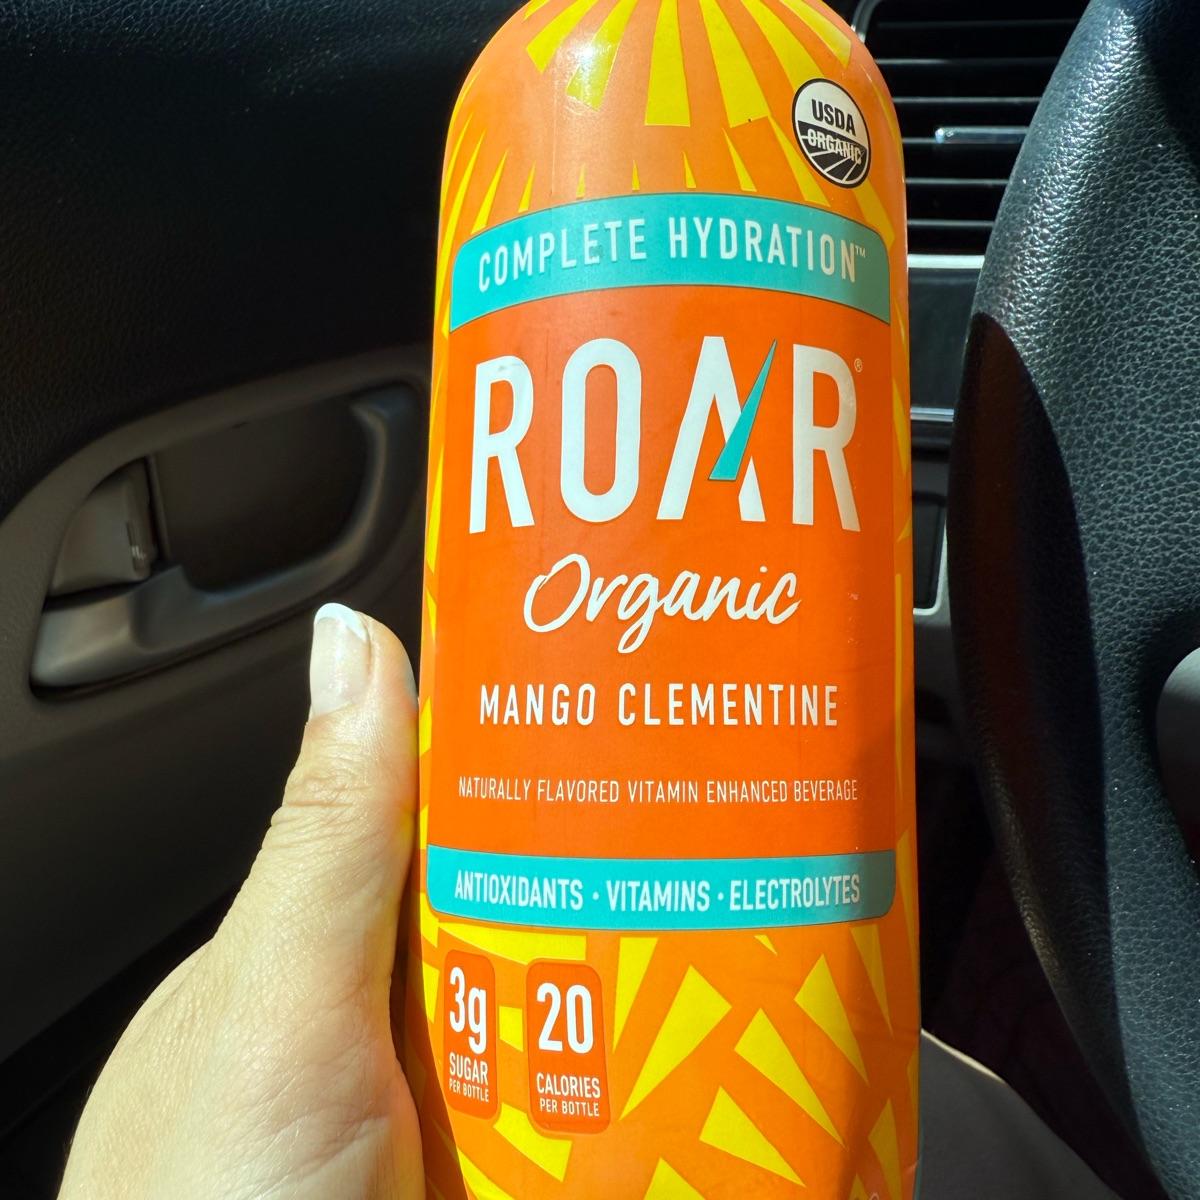 USDA
ORGANIC
COMPLETE HYDRATION™
ROAR®
Organic
MANGO CLEMENTINE
NATURALLY FLAVORED VITAMIN ENHANCED BEVERAGE
ANTIOXIDANTS · VITAMINS · ELECTROLYTES
3g
SUGAR
PER BOTTLE
20
CALORIES
PER BOTTLE